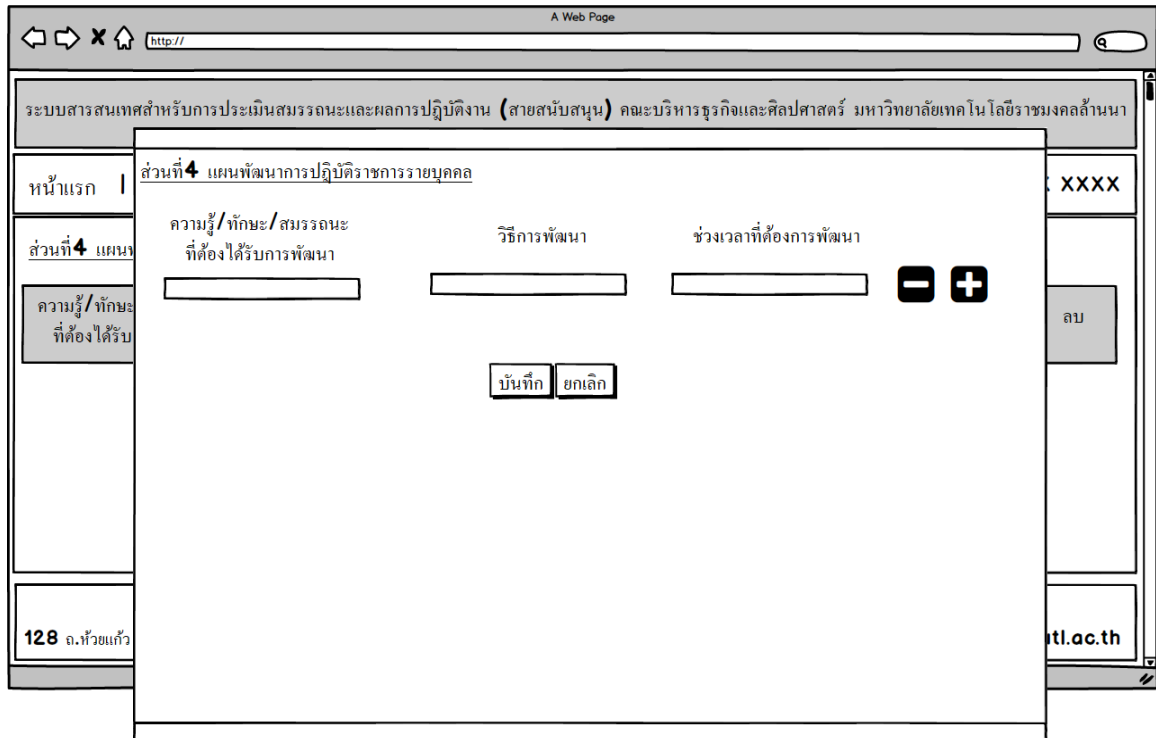 A Web Page
http://
ระบบสารสนเทศสำหรับการประเมินสมรรถนะและผลการปฎิบัติงาน (สายสนับสนุน) คณะบริหารธุรกิจและศิลปศาสตร์ มหาวิทยาลัยเทคโนโลยีราชมงคลล้านนา
หน้าแรก | XXXX
ส่วนที่4 แผนพัฒนาการปฎิบัติราชการรายบุคคล
ความรู้/ทักษะ/สมรรถนะ
ที่ต้องได้รับการพัฒนา
วิธีการพัฒนา
ช่วงเวลาที่ต้องการพัฒนา
บันทึก ยกเลิก
ส่วนที่4
ความรู้/ทักษะ
ที่ต้องได้รับ
ลบ
128 ถ.ห้วยแก้ว
tl.ac.th